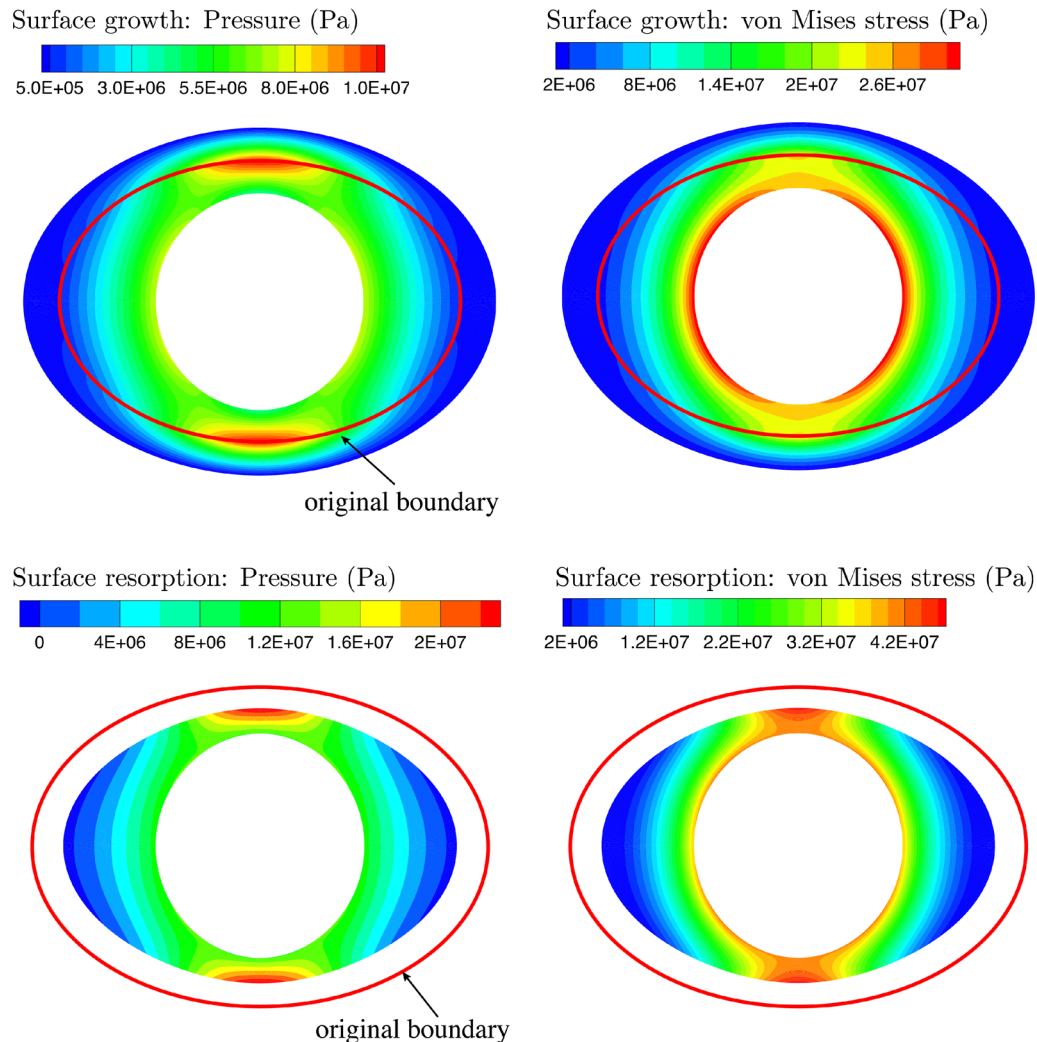 Surface growth: Pressure (Pa)
5.0E+05 3.0E+06 5.5E+06 8.0E+06 1.0E+07
Surface growth: von Mises stress (Pa)
2E+06 8E+06 1.4E+07 2E+07 2.6E+07
original boundary
Surface resorption: Pressure (Pa)
0 4E+06 8E+06 1.2E+07 1.6E+07 2E+07
Surface resorption: von Mises stress (Pa)
2E+06 1.2E+07 2.2E+07 3.2E+07 4.2E+07
original boundary